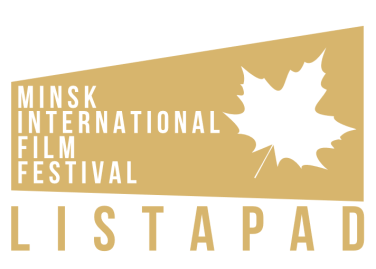 MINSK
INTERNATIONAL
FILM
FESTIVAL
LISTAPAD